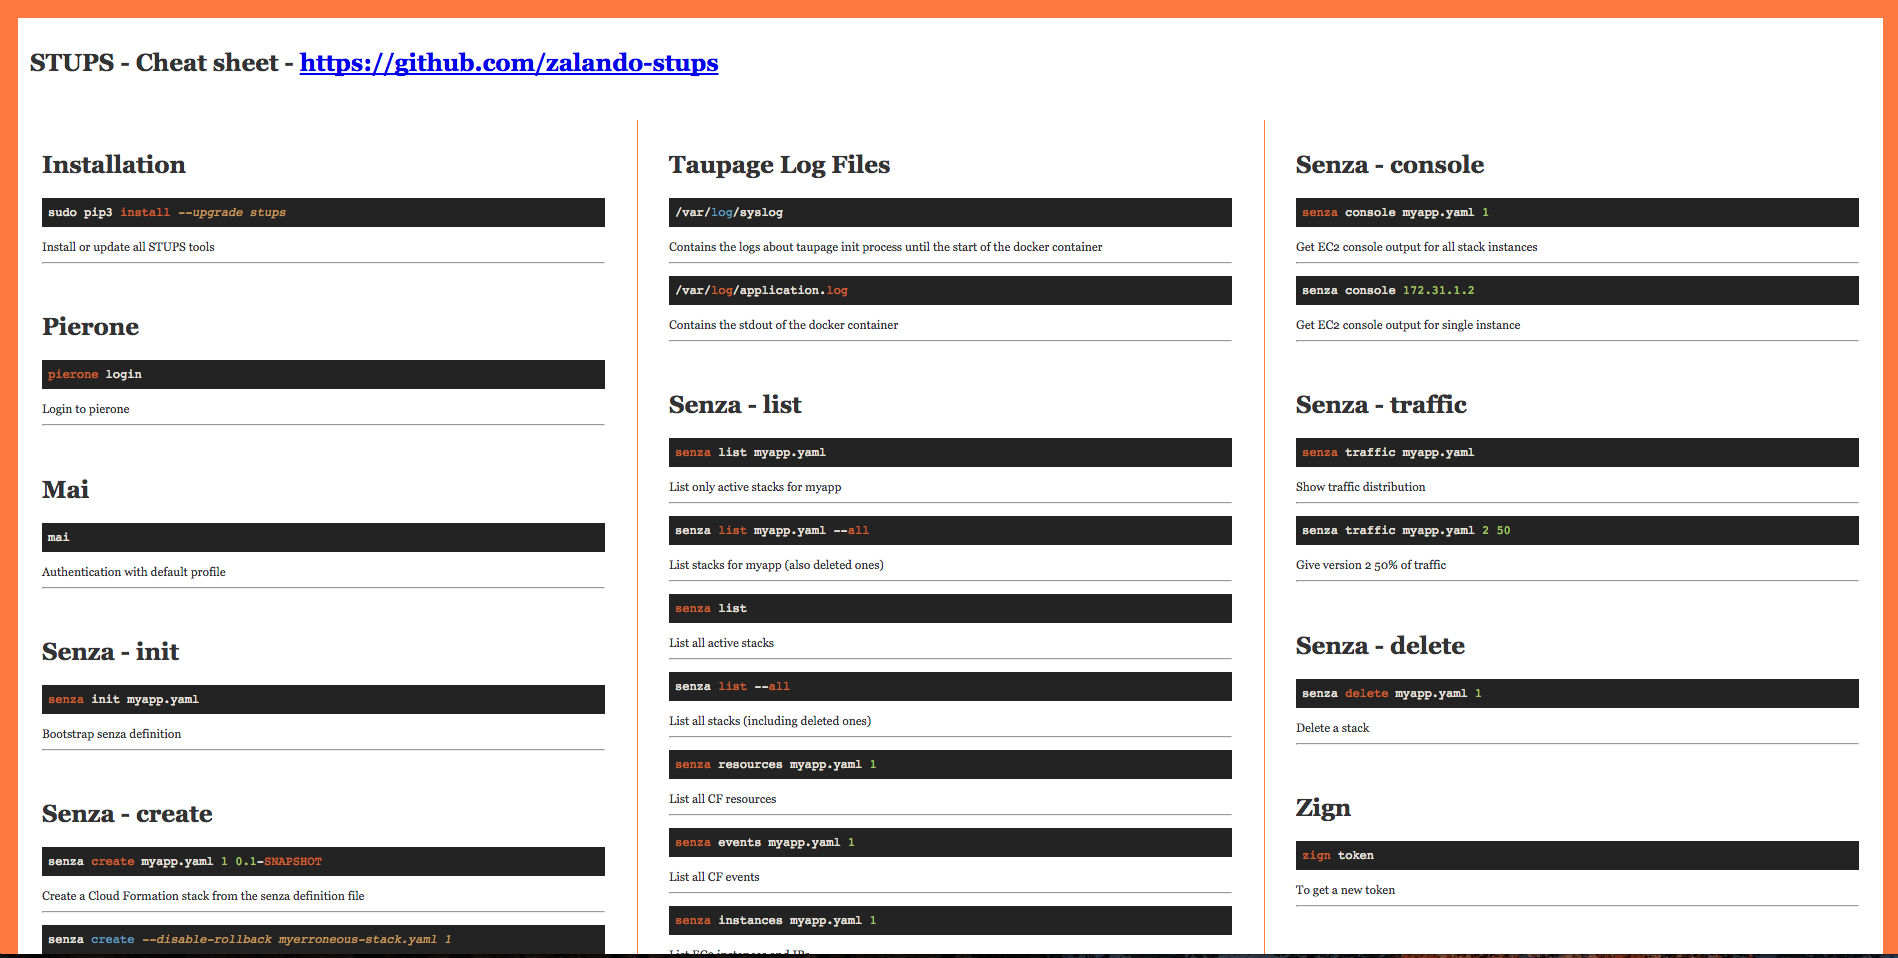 STUPS - Cheat sheet - https://github.com/zalando-stups
Installation
sudo pip3 install --upgrade stups
Install or update all STUPS tools
Pierone
pierone login
Login to pierone
Mai
mai
Authentication with default profile
Senza - init
senza init myapp.yaml
Bootstrap senza definition
Senza - create
senza create myapp.yaml 1 0.1-SNAPSHOT
Create a Cloud Formation stack from the senza definition file
senza create --disable-rollback myerroneous-stack.yaml 1
Taupage Log Files
/var/log/syslog
Contains the logs about taupage init process until the start of the docker container
/var/log/application.log
Contains the stdout of the docker container
Senza - list
senza list myapp.yaml
List only active stacks for myapp
senza list myapp.yaml --all
List stacks for myapp (also deleted ones)
senza list
List all active stacks
senza list --all
List all stacks (including deleted ones)
senza resources myapp.yaml 1
List all CF resources
senza events myapp.yaml 1
List all CF events
senza instances myapp.yaml 1
List EC2 instances and IPs
Senza - console
senza console myapp.yaml 1
Get EC2 console output for all stack instances
senza console 172.31.1.2
Get EC2 console output for single instance
Senza - traffic
senza traffic myapp.yaml
Show traffic distribution
senza traffic myapp.yaml 2 50
Give version 2 50% of traffic
Senza - delete
senza delete myapp.yaml 1
Delete a stack
Zign
zign token
To get a new token